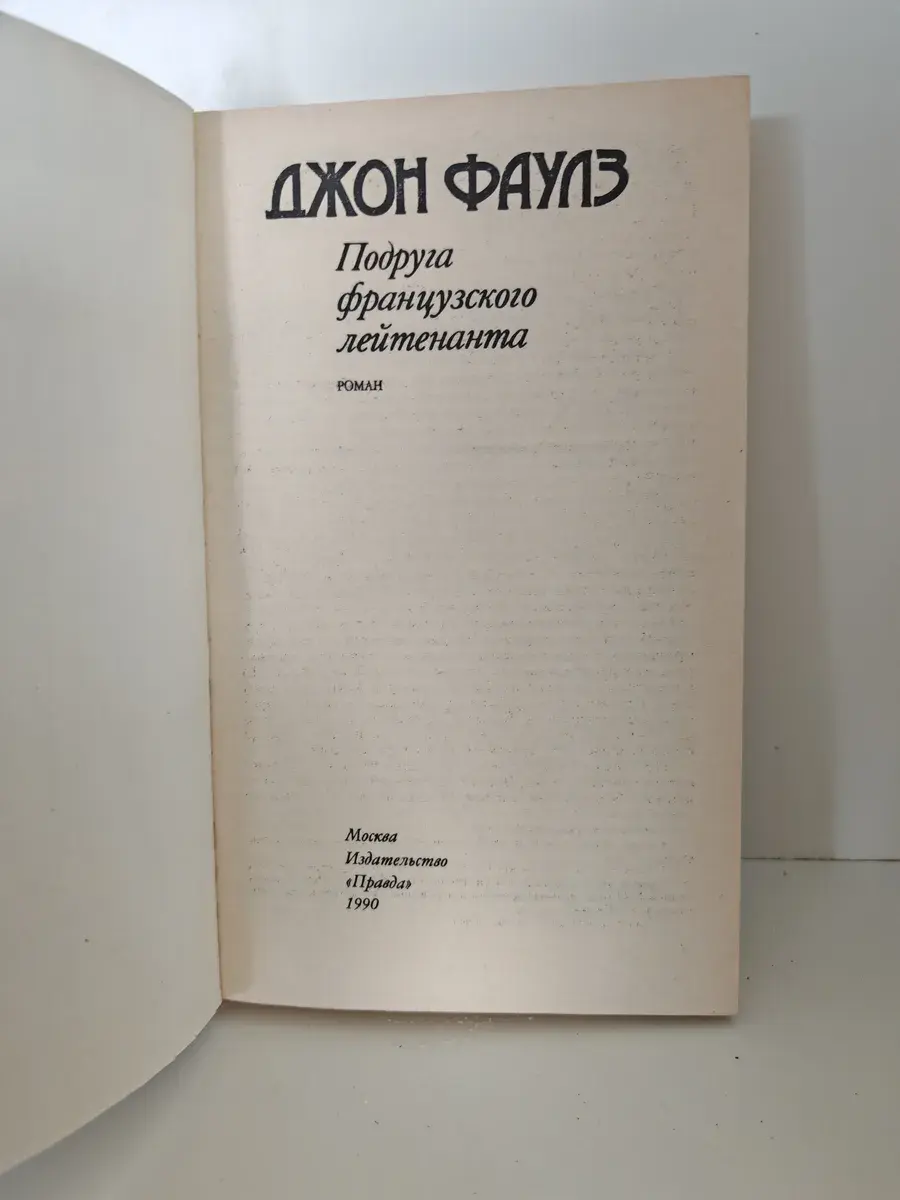 ДЖОН ФАУЛЗ
Подруга
французского
лейтенанта
РОМАН
Москва
Издательство
«Правда»
1990